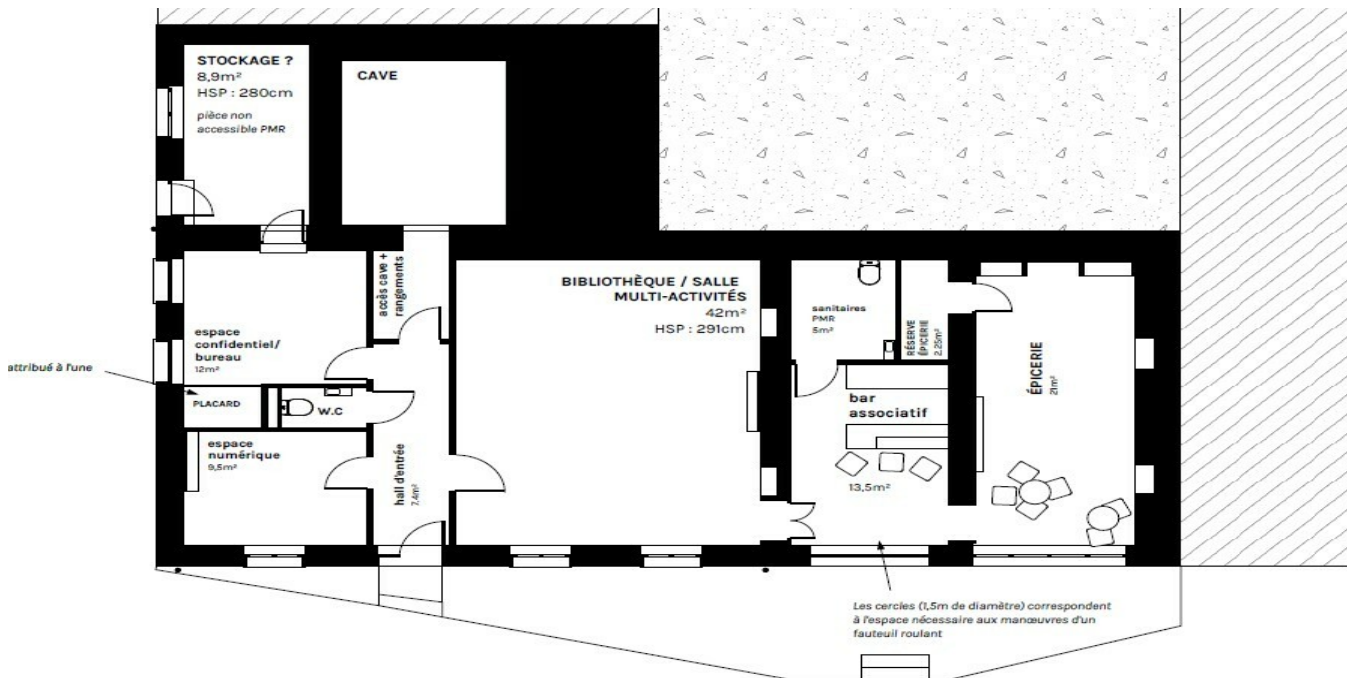 STOCKAGE ?
8,9m²
HSP : 280cm
pièce non
accessible PMR
CAVE
accès cave +
rangements
BIBLIOTHÈQUE / SALLE
MULTI-ACTIVITÉS
42m²
HSP : 291cm
sanitaires
PMR
5m²
RÉSERVE
ÉPICERIE
2.25m²
ÉPICERIE
21m²
espace
confidentiel/
bureau
12m²
attribué à l'une
PLACARD
W.C
bar
associatif
espace
numérique
9,5m²
hall d'entrée
7.4m²
13,5m²
Les cercles (1,5m de diamètre) correspondent
à l'espace nécessaire aux manœuvres d'un
fauteuil roulant